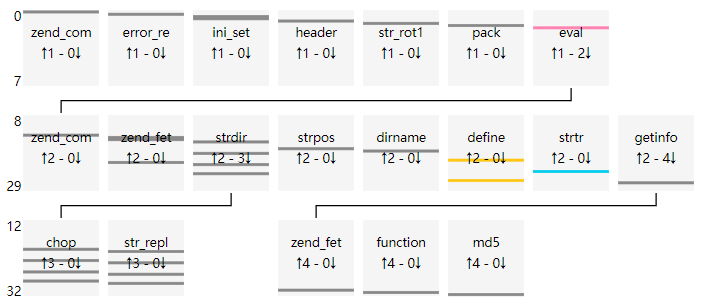 0
zend_com error_re ini_set header str_rot1 pack eval
↑1 - 0↓ ↑1 - 0↓ ↑1 - 0↓ ↑1 - 0↓ ↑1 - 0↓ ↑1 - 0↓ ↑1 - 2↓
7
8
zend_com zend_fet strdir strpos dirname define strtr getinfo
↑2 - 0↓ ↑2 - 0↓ ↑2 - 3↓ ↑2 - 0↓ ↑2 - 0↓ ↑2 - 0↓ ↑2 - 0↓ ↑2 - 4↓
29
12
chop str_repl zend_fet function md5
↑3 - 0↓ ↑3 - 0↓ ↑4 - 0↓ ↑4 - 0↓ ↑4 - 0↓
32